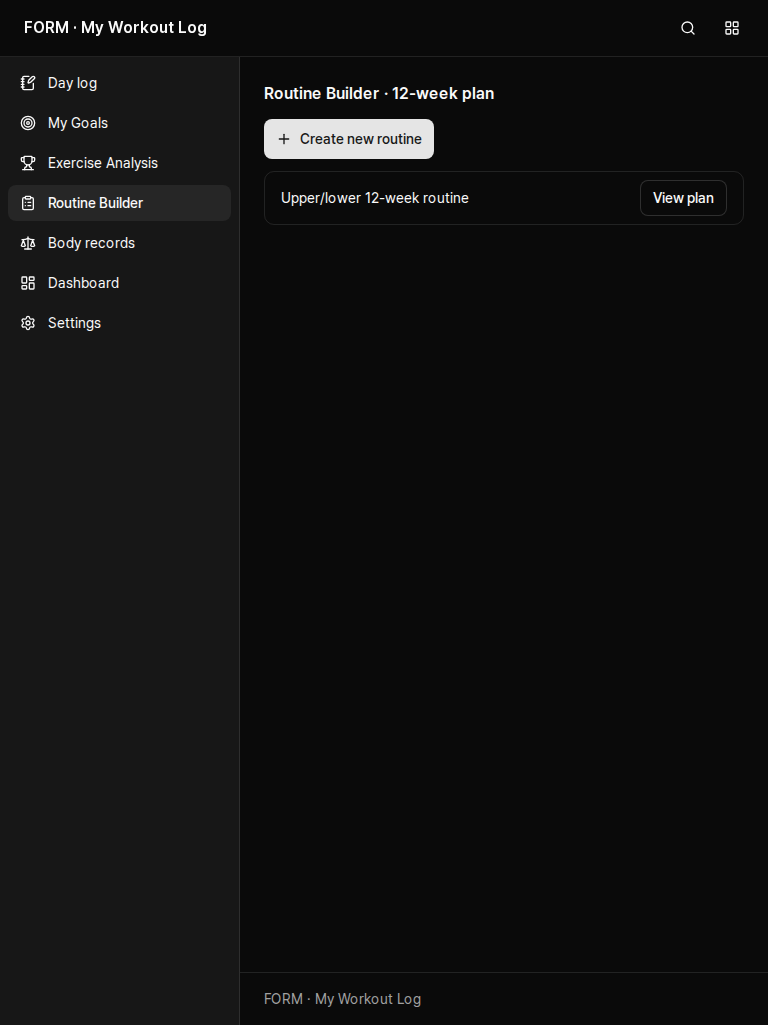 FORM · My Workout Log
Day log
My Goals
Exercise Analysis
Routine Builder
Body records
Dashboard
Settings
Routine Builder · 12-week plan
Create new routine
Upper/lower 12-week routine
View plan
FORM · My Workout Log